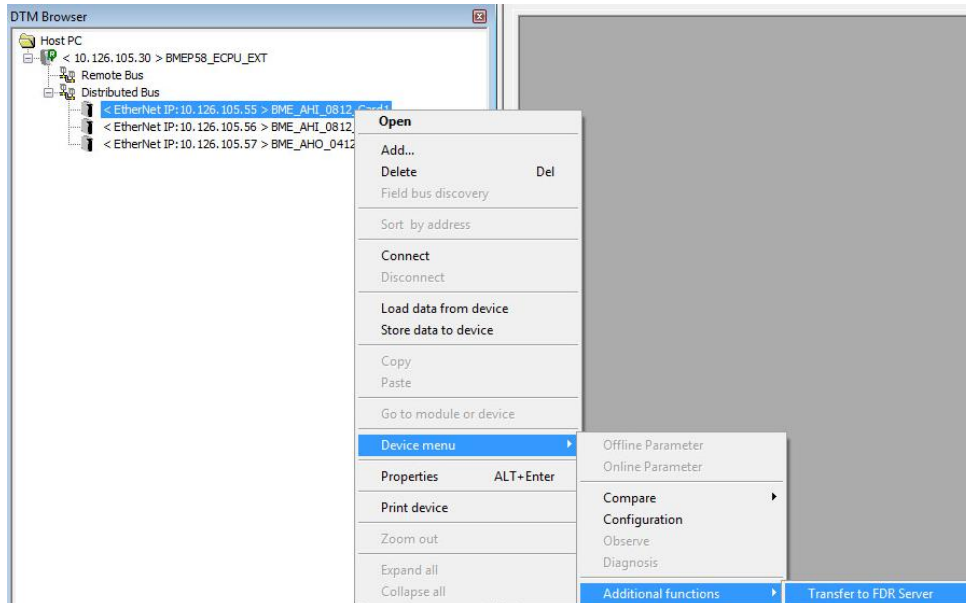 DTM Browser
Host PC
< 10.126.105.30 > BMEP58_ECPU_EXT
Remote Bus
Distributed Bus
< EtherNet IP:10.126.105.55 > BME_AHI_0812_Card1
< EtherNet IP:10.126.105.56 > BME_AHI_0812_
< EtherNet IP:10.126.105.57 > BME_AHO_0412
Open
Add...
Delete Del
Field bus discovery
Sort by address
Connect
Disconnect
Load data from device
Store data to device
Copy
Paste
Go to module or device
Device menu
Properties ALT+Enter
Print device
Zoom out
Expand all
Collapse all
Offline Parameter
Online Parameter
Compare
Configuration
Observe
Diagnosis
Additional functions
Transfer to FDR Server